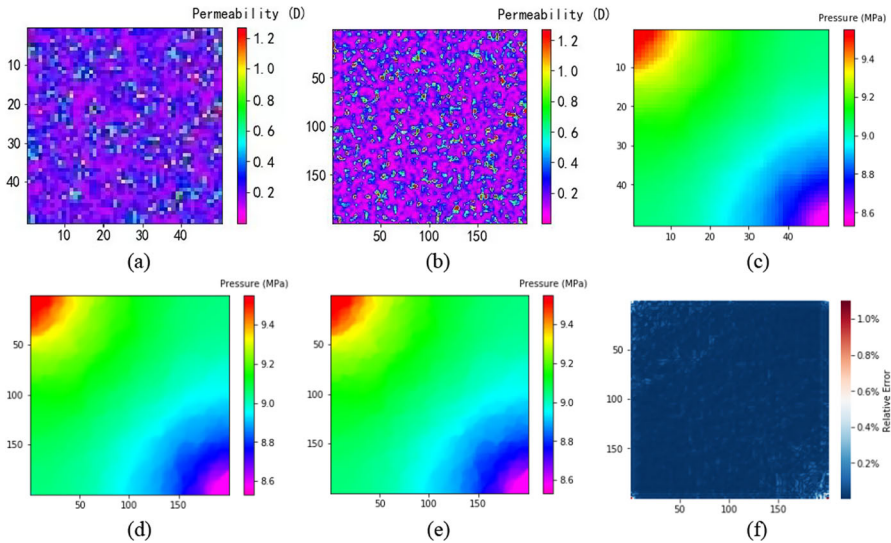 Permeability (D)
1.2
1.0
0.8
0.6
0.4
0.2
10
20
30
40
10 20 30 40
(a)
Permeability (D)
1.2
1.0
0.8
0.6
0.4
0.2
50
100
150
50 100 150
(b)
Pressure (MPa)
9.4
9.2
9.0
8.8
8.6
10
20
30
40
10 20 30 40
(c)
Pressure (MPa)
9.4
9.2
9.0
8.8
8.6
50
100
150
50 100 150
(d)
Pressure (MPa)
9.4
9.2
9.0
8.8
8.6
50
100
150
50 100 150
(e)
1.0%
0.8%
0.6%
0.4%
0.2%
Relative Error
50
100
150
50 100 150
(f)